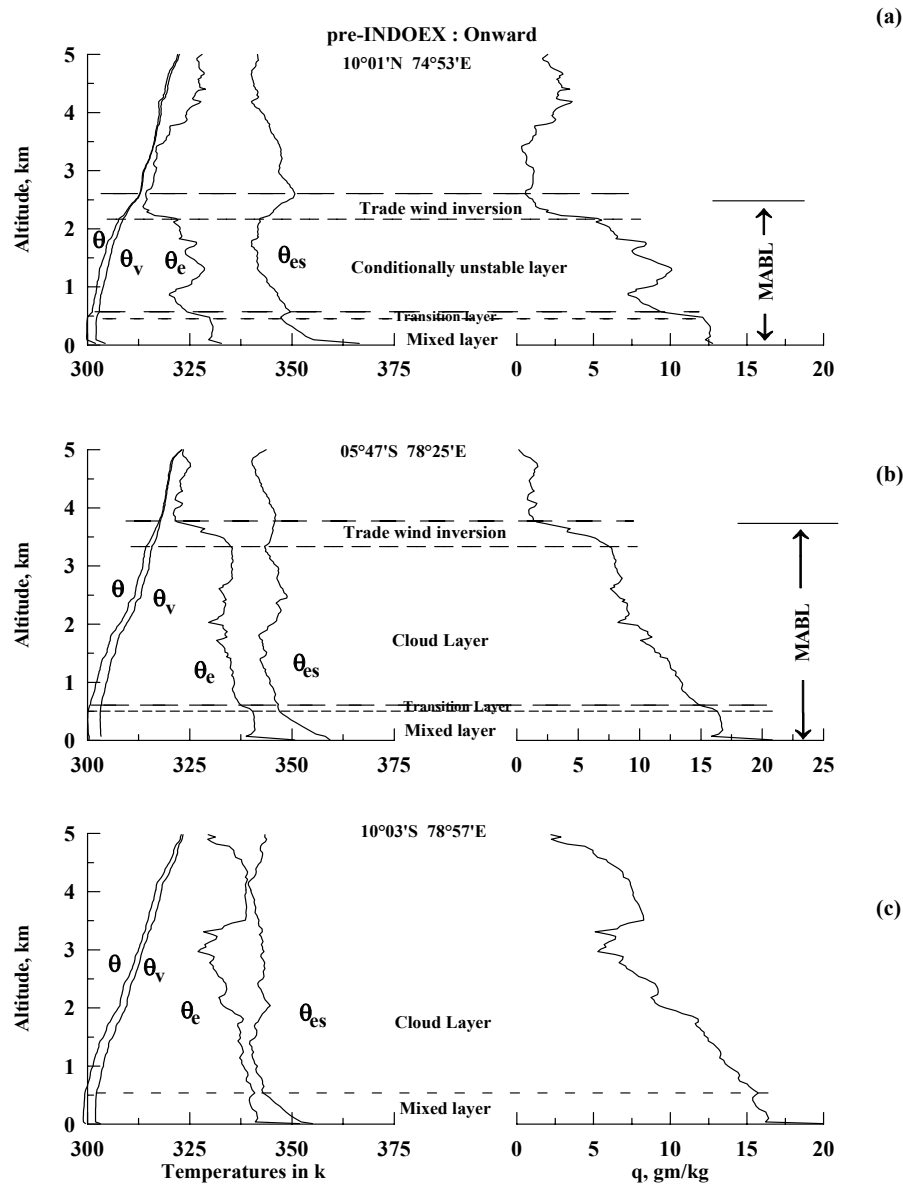 (a)
pre-INDOEX : Onward
10°01'N 74°53'E
5
4
3
2
1
0
Altitude, km
θ
θv
θe
θes
Trade wind inversion
Conditionally unstable layer
Transition layer
Mixed layer
MABL
300 325 350 375 0 5 10 15 20
(b)
05°47'S 78°25'E
5
4
3
2
1
0
Altitude, km
θ
θv
θe
θes
Trade wind inversion
Cloud Layer
Transition Layer
Mixed layer
MABL
300 325 350 375 0 5 10 15 20 25
(c)
10°03'S 78°57'E
5
4
3
2
1
0
Altitude, km
θ
θv
θe
θes
Cloud Layer
Mixed layer
300 325 350 375 0 5 10 15 20
Temperatures in k
q, gm/kg